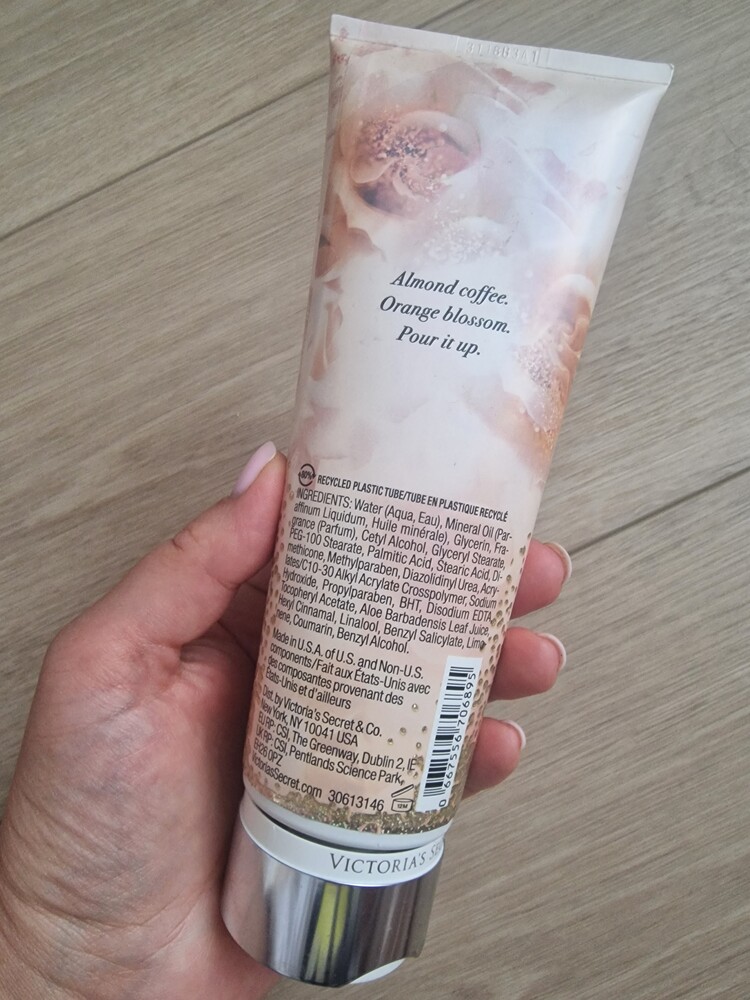 Almond coffee.
Orange blossom.
Pour it up.
80%
RECYCLED PLASTIC TUBE/TUBE EN PLASTIQUE RECYCLÉ
INGREDIENTS: Water (Aqua, Eau), Mineral Oil (Par-
affinum Liquidum, Huile minérale), Glycerin, Fra-
grance (Parfum), Cetyl Alcohol, Glyceryl Stearate,
PEG-100 Stearate, Palmitic Acid, Stearic Acid, Di-
methicone, Methylparaben, Diazolidinyl Urea, Acry-
lates/C10-30 Alkyl Acrylate Crosspolymer, Sodium
Hydroxide, Propylparaben, BHT, Disodium EDTA,
Tocopheryl Acetate, Aloe Barbadensis Leaf Juice,
Hexyl Cinnamal, Linalool, Benzyl Salicylate, Limo
nene, Coumarin, Benzyl Alcohol.
Made in U.S.A. of U.S. and Non-U.S.
components/Fait aux États-Unis avec
des composantes provenant des
États-Unis et d'ailleurs
Dist. by Victoria's Secret & Co.
New York, NY 10041 USA
EU RP: CSI, The Greenway, Dublin 2, IE
UK RP: CSI, Pentlands Science Park,
EH26 0PZ
VictoriasSecret.com 30613146
12M
0 667556 706895
VICTORIA'S